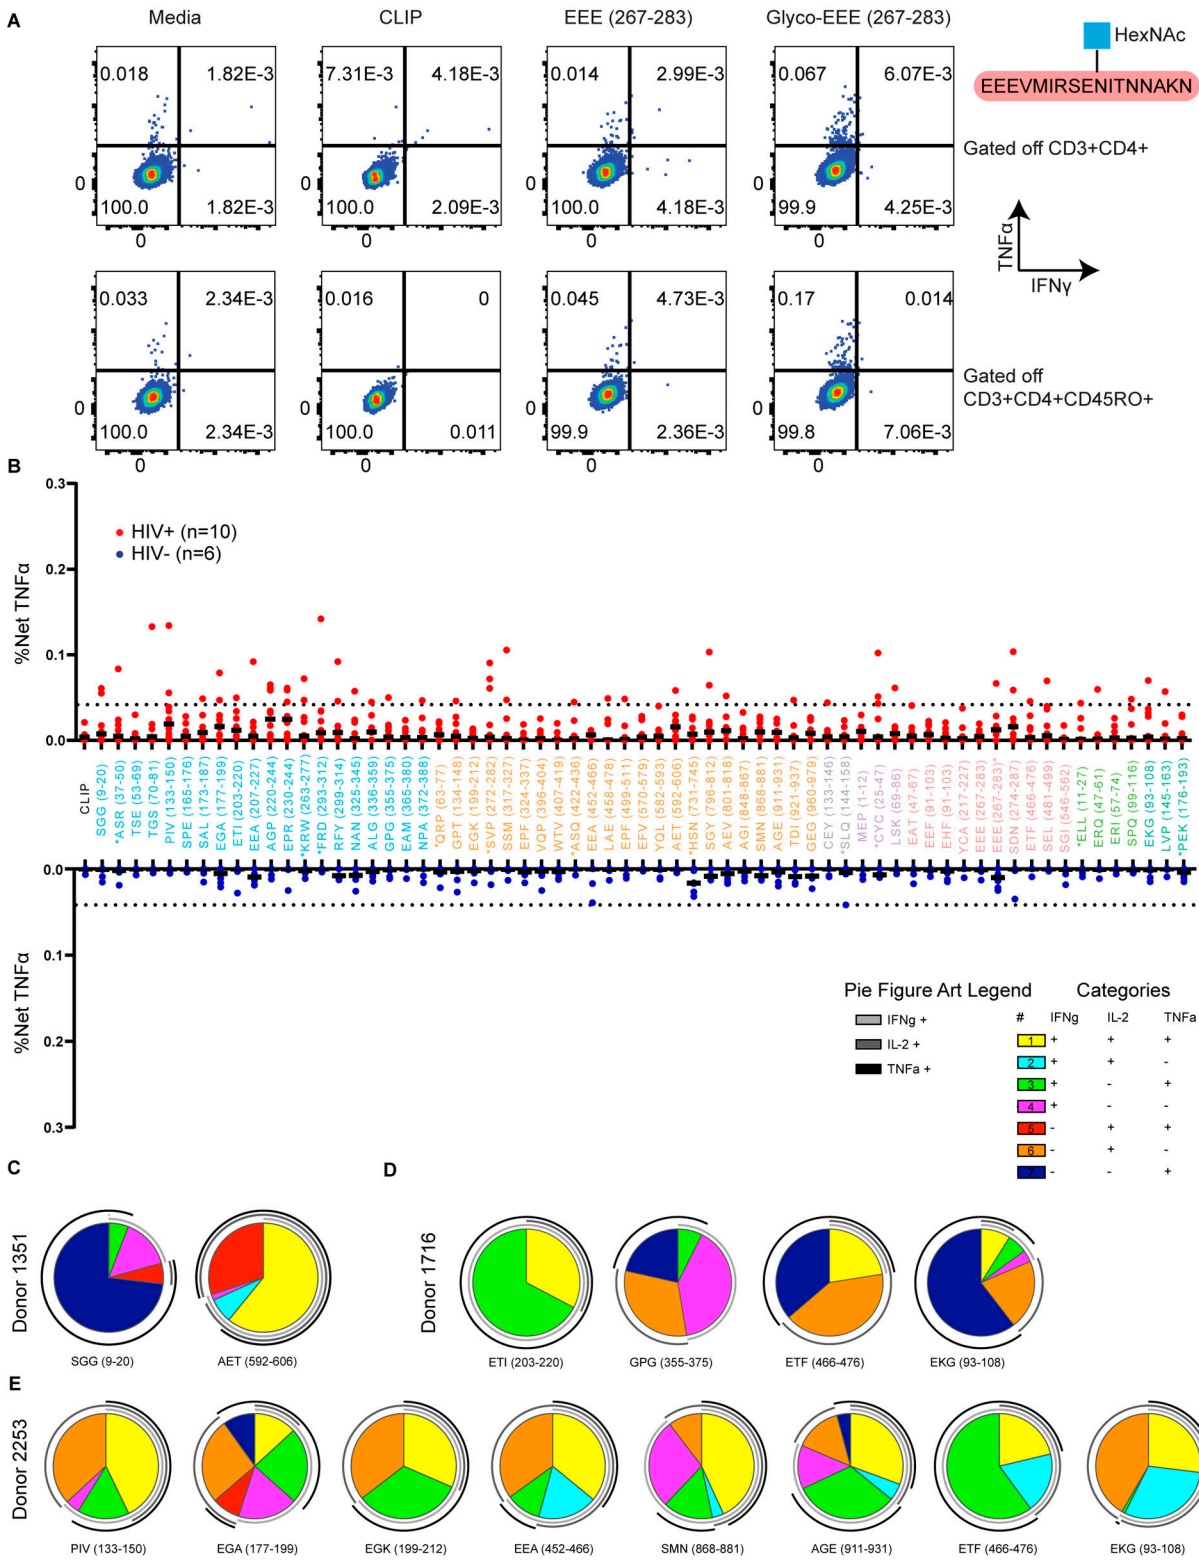 A
Media
CLIP
EEE (267-283)
Glyco-EEE (267-283)
HexNAc
EEEVMIRSENITNNAKN
0.018
1.82E-3
7.31E-3
4.18E-3
0.014
2.99E-3
0.067
6.07E-3
Gated off CD3+CD4+
0
0
0
0
100.0
1.82E-3
100.0
2.09E-3
100.0
4.18E-3
99.9
4.25E-3
0
0
0
0
TNFα
IFNγ
0.033
2.34E-3
0.016
0
0.045
4.73E-3
0.17
0.014
Gated off
CD3+CD4+CD45RO+
0
0
0
0
100.0
2.34E-3
100.0
0.011
99.9
2.36E-3
99.8
7.06E-3
0
0
0
0
B
0.3
0.2
0.1
0.0
%Net TNFα
HIV+ (n=10)
HIV- (n=6)
CLIP
SGG (9-20)
*ASR (37-50)
TSE (53-69)
TGS (70-81)
PIV (133-150)
SPE (165-176)
SAL (173-187)
EGA (177-199)
ETI (203-220)
EEA (207-227)
AGP (220-244)
EPR (230-244)
*KRW (263-277)
*FRD (293-312)
RFY (299-314)
NAN (325-345)
ALG (336-359)
GPG (355-375)
EAM (365-380)
NPA (372-388)
*QRP (63-77)
GPT (134-148)
EGK (199-212)
*SVP (272-282)
SSM (317-327)
EPF (324-337)
VQP (396-404)
WTV (407-419)
*ASQ (422-436)
EEA (452-466)
LAE (458-478)
EPF (499-511)
EFV (570-579)
YQL (582-593)
AET (592-606)
*HSN (731-745)
SGY (796-812)
AEV (801-818)
AGI (848-867)
SMN (868-881)
AGE (911-931)
TDI (921-937)
GEG (960-979)
CEY (133-146)
*SLQ (144-158)
MEP (1-12)
*CYC (25-47)
LSK (69-86)
EAT (47-67)
EEF (91-103)
EHF (91-103)
YCA (217-227)
EEE (267-283)
EEE (267-283)*
SDN (274-287)
ETF (466-476)
SEL (481-499)
SGI (546-562)
*ELL (11-27)
ERQ (47-61)
ERI (57-74)
SPQ (99-116)
EKG (93-108)
LVP (145-163)
*PEK (176-193)
0.0
0.1
0.2
0.3
%Net TNFα
Pie Figure Art Legend
IFNg +
IL-2 +
TNFa +
Categories
# IFNg IL-2 TNFa
1 + + +
2 + + -
3 + - +
4 + - -
5 - + +
6 - + -
7 - - +
C
Donor 1351
SGG (9-20)
AET (592-606)
D
Donor 1716
ETI (203-220)
GPG (355-375)
ETF (466-476)
EKG (93-108)
E
Donor 2253
PIV (133-150)
EGA (177-199)
EGK (199-212)
EEA (452-466)
SMN (868-881)
AGE (911-931)
ETF (466-476)
EKG (93-108)